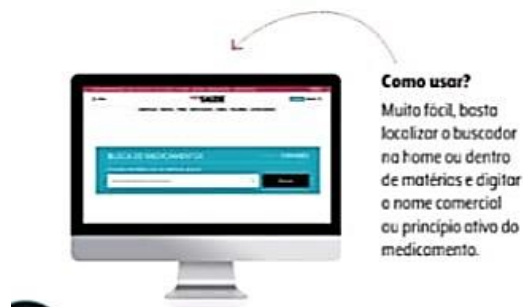 SAÚDE
BUSCA DE MEDICAMENTOS
Como usar?
Muito fácil, basta
localizar o buscador
na home ou dentro
de matérias e digitar
o nome comercial
ou princípio ativo do
medicamento.